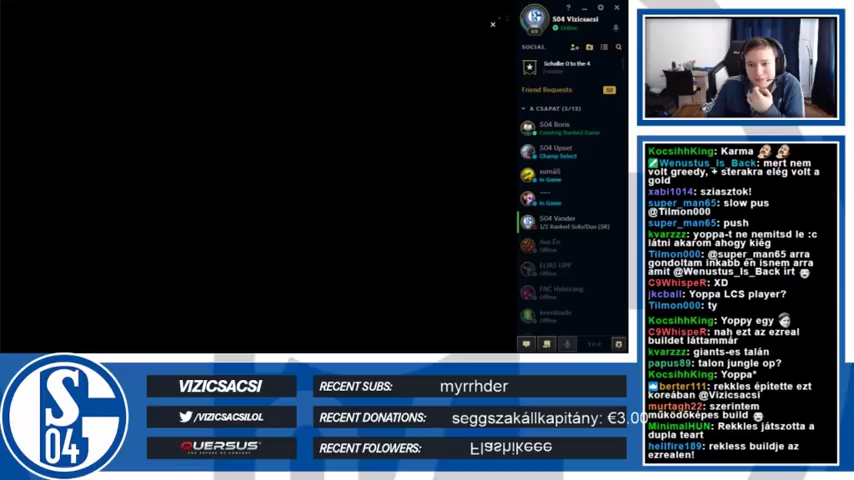 S04 Vizicsacsi
Online
SOCIAL
Schalke 0 to the 4
Friend Requests
50
A CSAPAT (5/12)
S04 Boris
Creating Ranked Game
S04 Upset
Champ Select
xumá5
In Game
----
In Game
S04 Vander
1/2 Ranked Solo/Duo (SR)
Offline
Offline
Offline
Offline
KocsihhKing: Karma
Wenustus_Is_Back: mert nem
volt greedy, + sterakra elég volt a
gold
xabi1014: sziasztok!
super_man65: slow pus
@Tilmon000
super_man65: push
kvarzzz: yoppa-t ne nemitsd le :c
látni akarom ahogy kiég
Tilmon000: @super_man65 arra
gondoltam inkabb én isnem arra
amit @Wenustus_Is_Back irt
C9WhispeR: XD
jkcball: Yoppa LCS player?
Tilmon000: ty
KocsihhKing: Yoppy egy
C9WhispeR: nah ezt az ezreal
buildet láttammár
kvarzzz: giants-es talán
papus89: talon jungle op?
KocsihhKing: Yoppa*
berter111: rekkles épitette ezt
koreában @Vizicsacsi
murtagh22: szerintem
működőképes build
MinimalHUN: Rekkles játszotta a
dupla teart
hellfire189: rekless buildje az
ezrealen!
S
04
VIZICSACSI
RECENT SUBS:
myrrhder
/VIZICSACSILOL
RECENT DONATIONS:
seggszakállkapitány: €3.00
QUERSUS
RECENT FOLOWERS:
Flashikeee